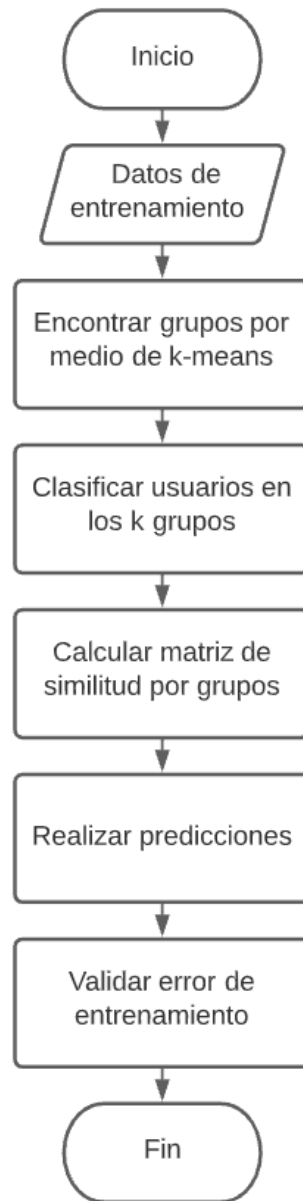 Inicio
Datos de
entrenamiento
Encontrar grupos por
medio de k-means
Clasificar usuarios en
los k grupos
Calcular matriz de
similitud por grupos
Realizar predicciones
Validar error de
entrenamiento
Fin